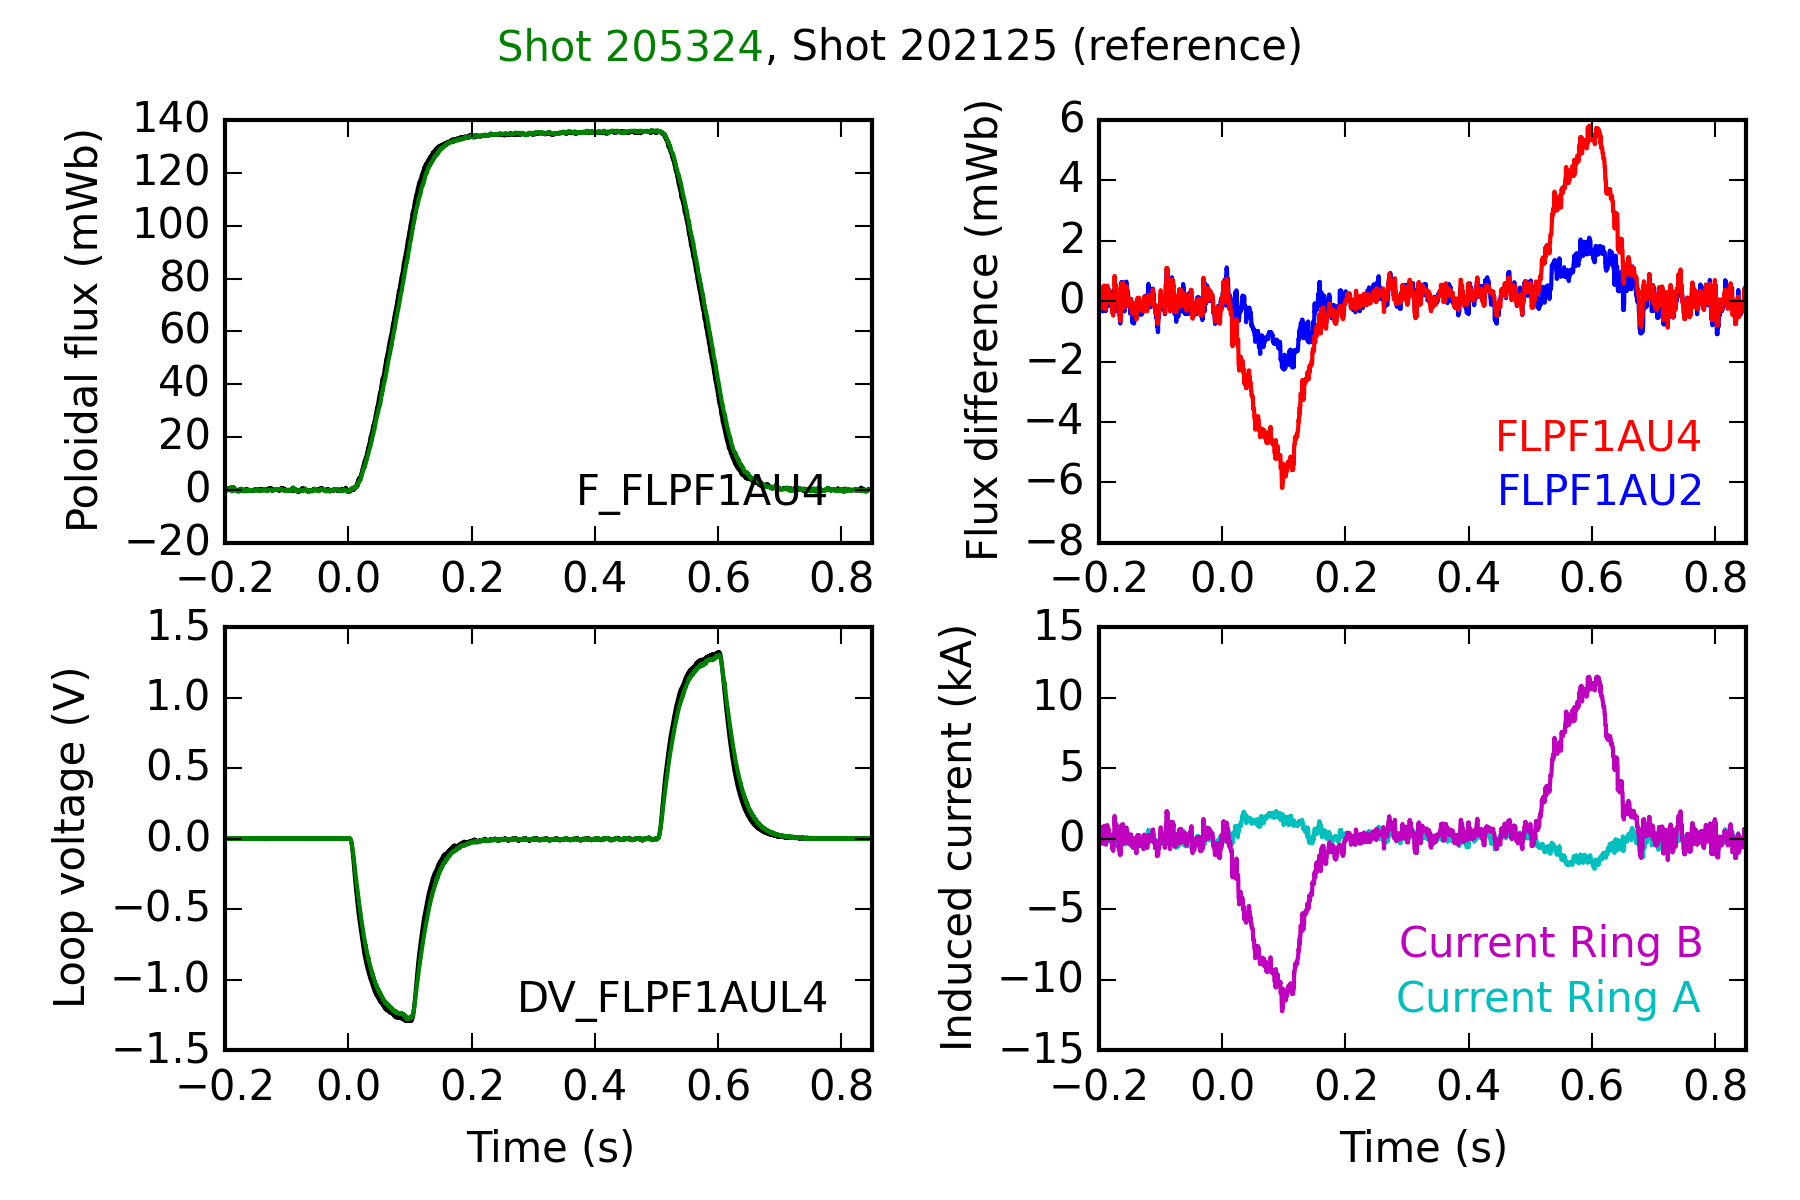 Shot 205324, Shot 202125 (reference)
Poloidal flux (mWb)
140
120
100
80
60
40
20
0
−20
F_FLPF1AU4
−0.2 0.0 0.2 0.4 0.6 0.8
Flux difference (mWb)
6
4
2
0
−2
−4
−6
−8
FLPF1AU4
FLPF1AU2
−0.2 0.0 0.2 0.4 0.6 0.8
Loop voltage (V)
1.5
1.0
0.5
0.0
−0.5
−1.0
−1.5
DV_FLPF1AUL4
−0.2 0.0 0.2 0.4 0.6 0.8
Time (s)
Induced current (kA)
15
10
5
0
−5
−10
−15
Current Ring B
Current Ring A
−0.2 0.0 0.2 0.4 0.6 0.8
Time (s)